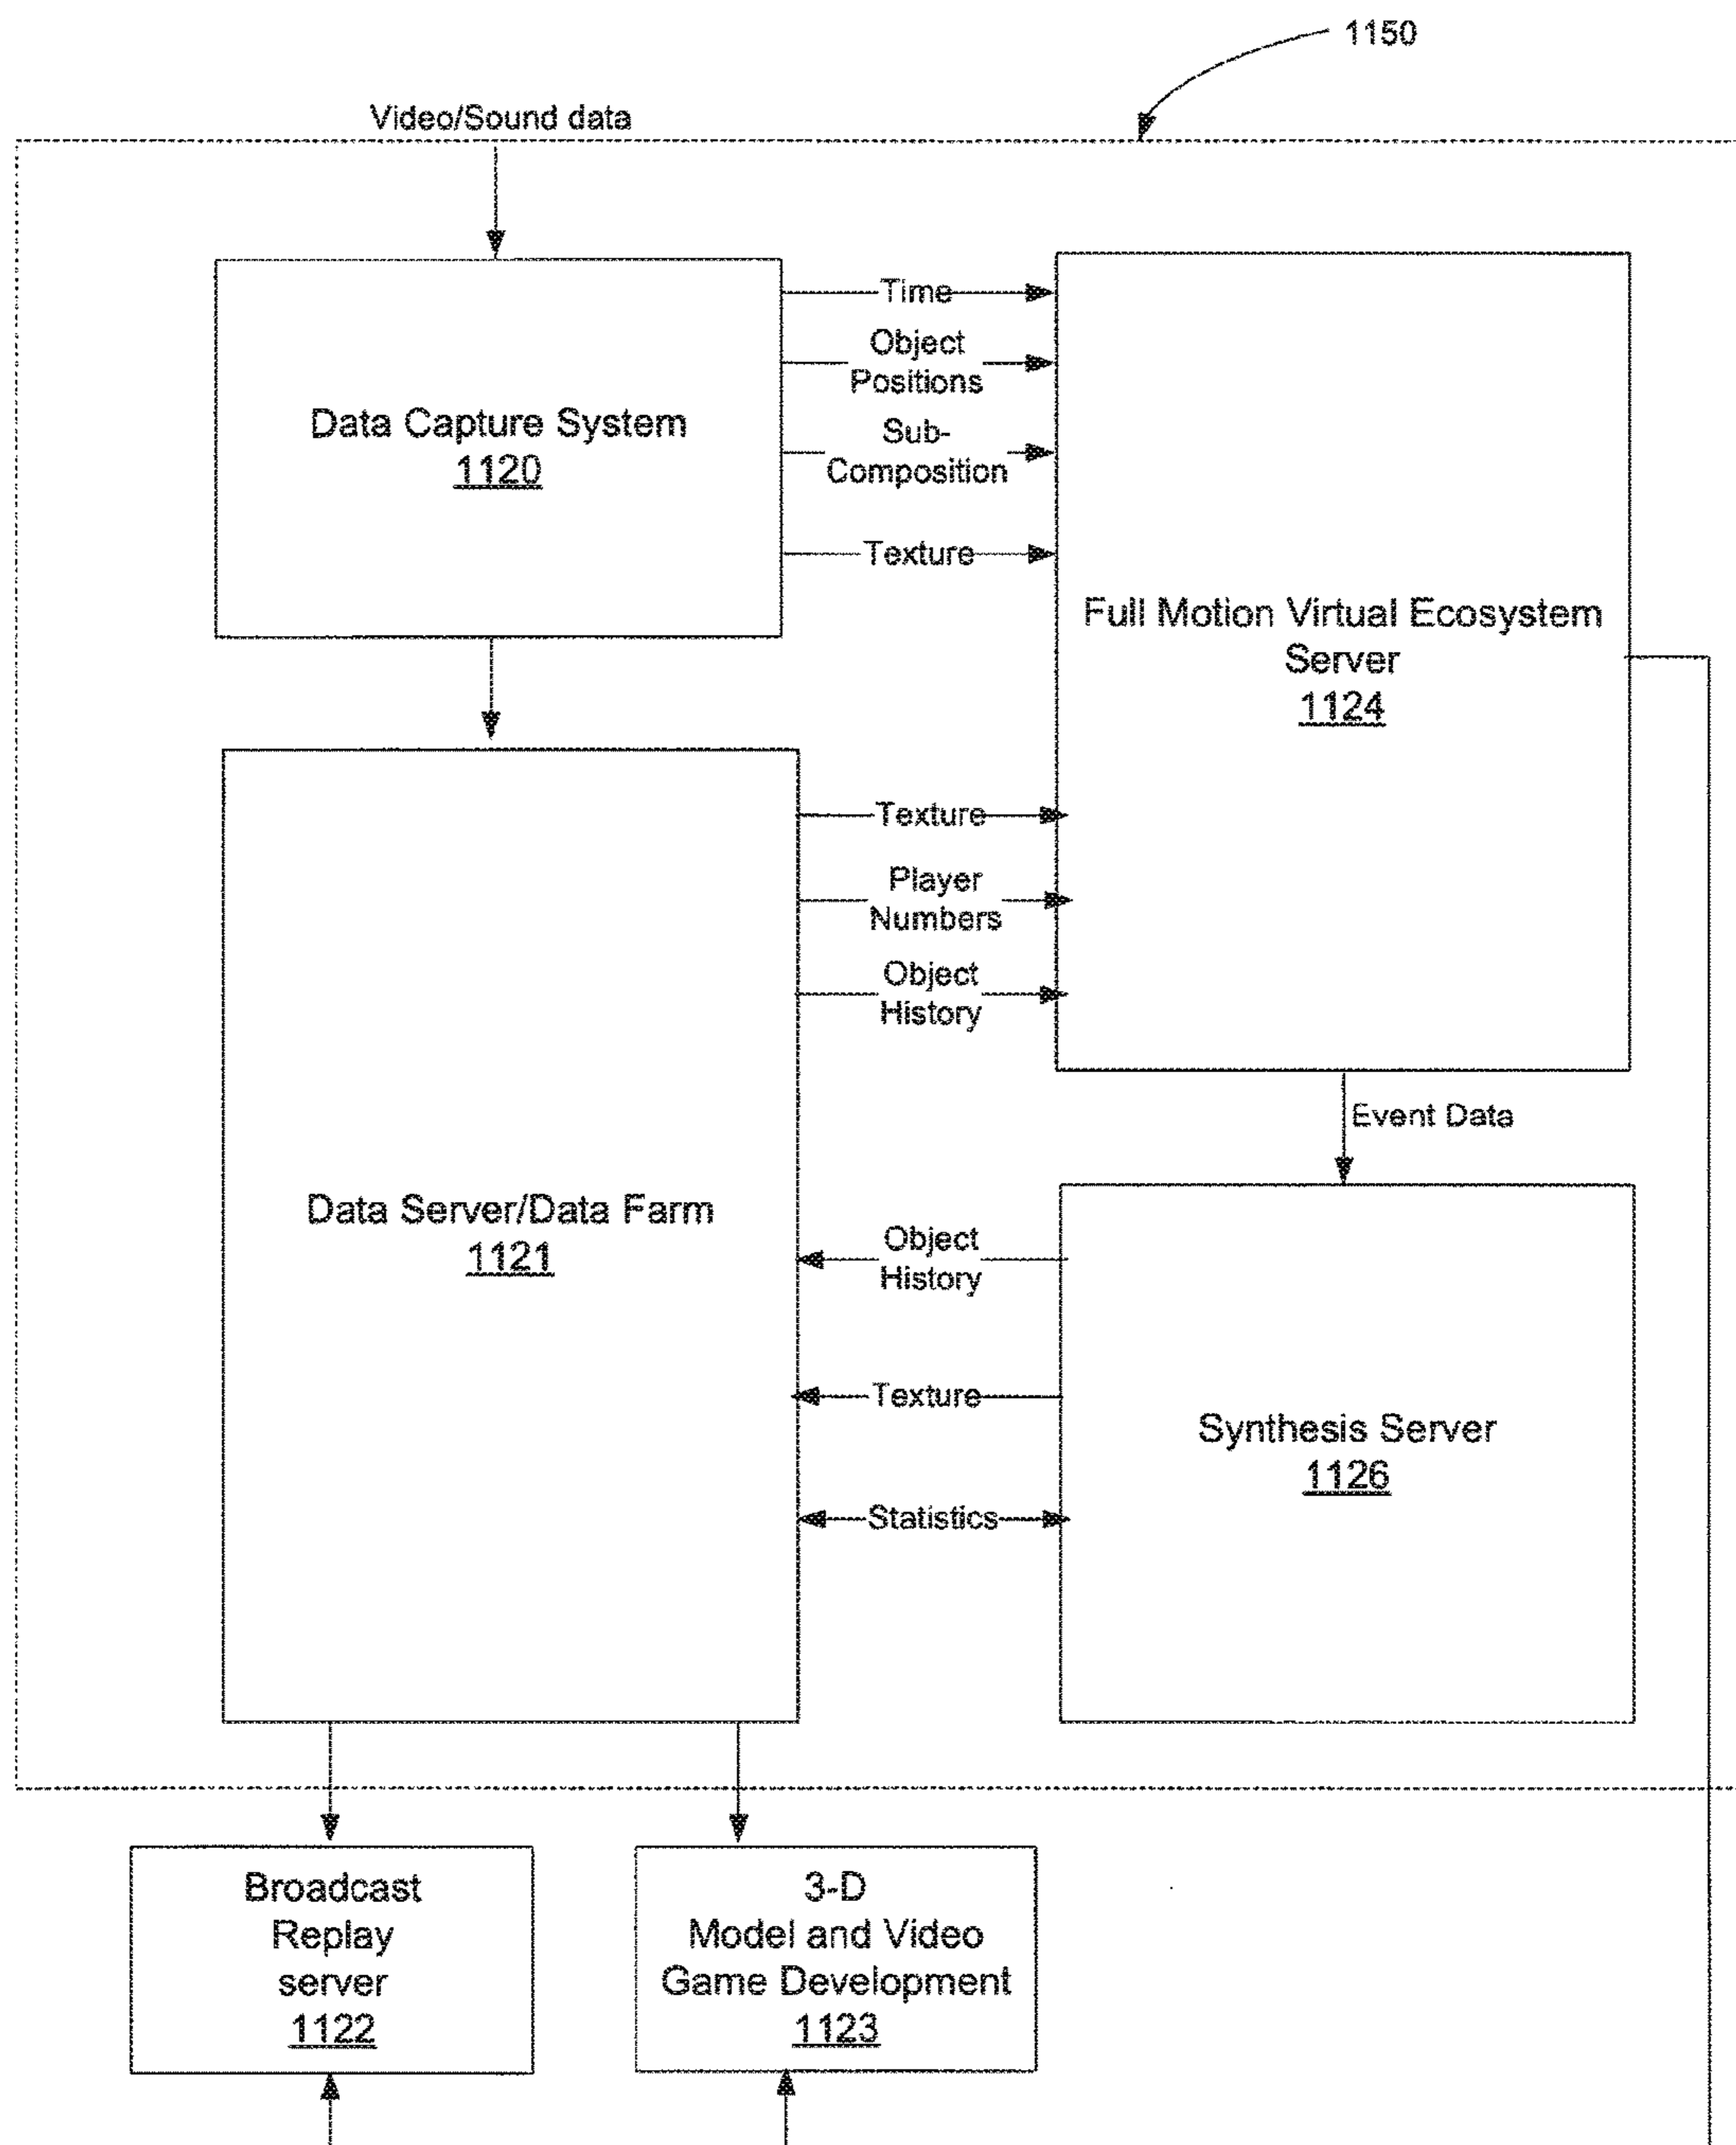 1150
Video/Sound data
Data Capture System
1120
Time
Object
Positions
Sub-
Composition
Texture
Full Motion Virtual Ecosystem
Server
1124
Texture
Player
Numbers
Object
History
Event Data
Data Server/Data Farm
1121
Object
History
Texture
Statistics
Synthesis Server
1126
Broadcast
Replay
server
1122
3-D
Model and Video
Game Development
1123